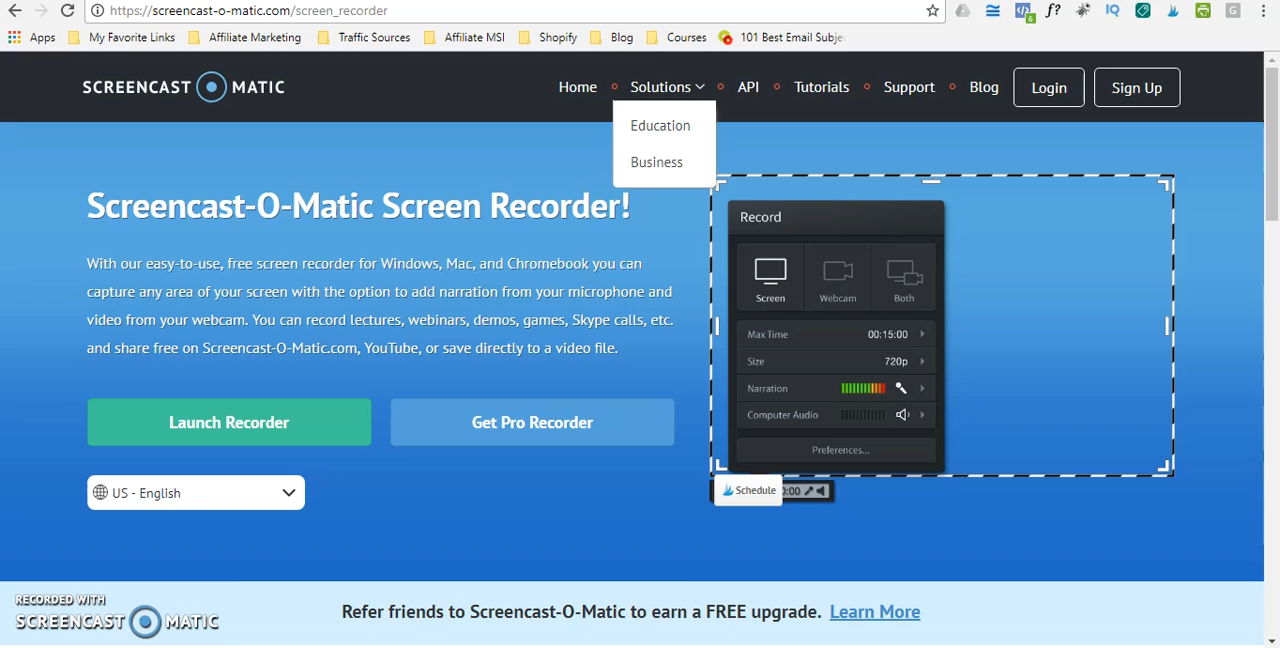 https://screencast-o-matic.com/screen_recorder
6
f?
IQ
G
Apps
My Favorite Links
Affiliate Marketing
Traffic Sources
Affiliate MSI
Shopify
Blog
Courses
101 Best Email Subje
SCREENCAST MATIC
Home
Solutions
API
Tutorials
Support
Blog
Login
Sign Up
Education
Business
Screencast-O-Matic Screen Recorder!
With our easy-to-use, free screen recorder for Windows, Mac, and Chromebook you can
capture any area of your screen with the option to add narration from your microphone and
video from your webcam. You can record lectures, webinars, demos, games, Skype calls, etc.
and share free on Screencast-O-Matic.com, YouTube, or save directly to a video file.
Launch Recorder
Get Pro Recorder
US - English
Record
Screen
Webcam
Both
Max Time 00:15:00
Size 720p
Narration
Computer Audio
Preferences...
Schedule
0:00
RECORDED WITH
SCREENCAST MATIC
Refer friends to Screencast-O-Matic to earn a FREE upgrade. Learn More